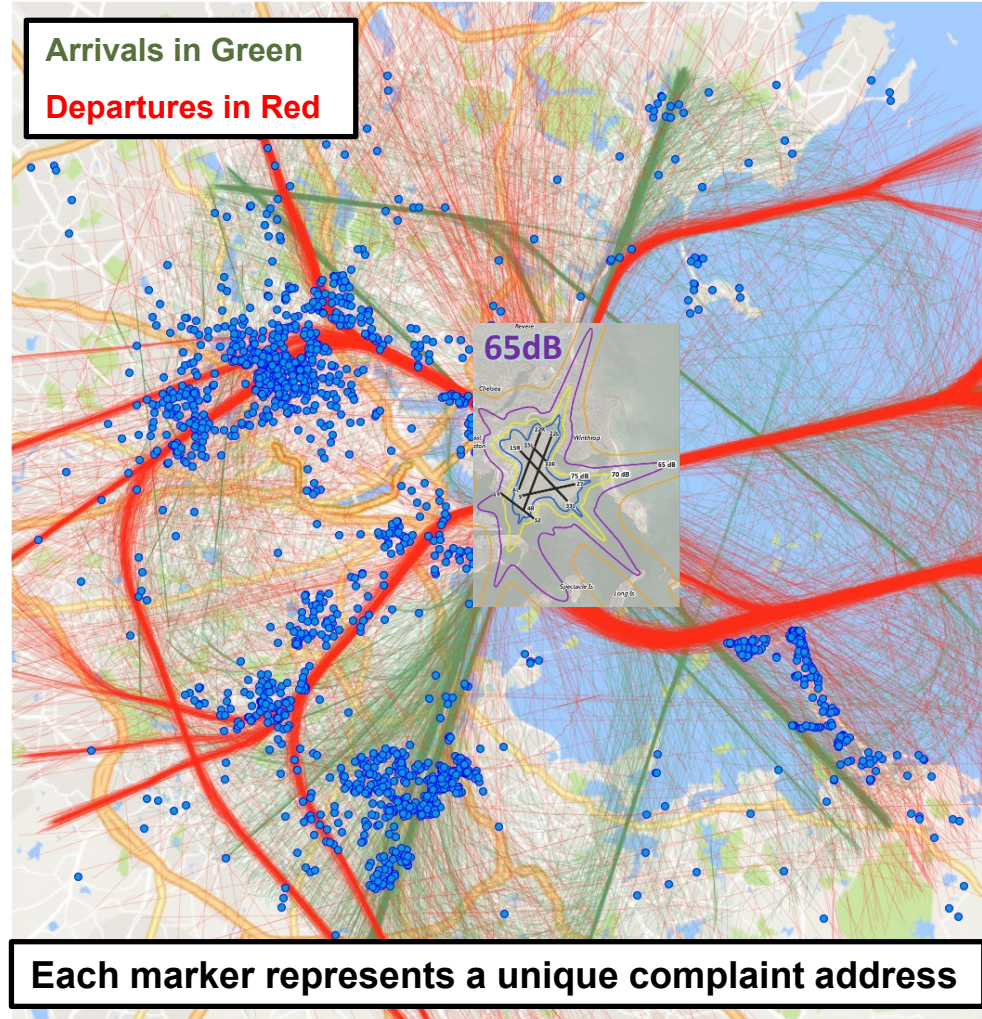 Arrivals in Green
Departures in Red
Revere
65dB
Chelsea
Winthrop
22R
22L
15R
15L
33R
65 dB
70 dB
75 dB
27
9
14
4R
33L
32
Spectacle Is
Long Is
Each marker represents a unique complaint address